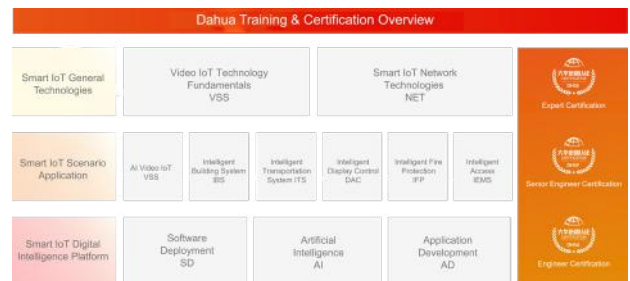 Dahua Training & Certification Overview
Smart IoT General
Technologies
Video IoT Technology
Fundamentals
VSS
Smart IoT Network
Technologies
NET
Expert Certification
Smart IoT Scenario
Application
AI Video IoT
VSS
Intelligent
Building System
IBS
Intelligent
Transportation
System ITS
Intelligent
Display Control
DAC
Intelligent Fire
Protection
IFP
Intelligent
Access
IEMS
Senior Engineer Certification
Smart IoT Digital
Intelligence Platform
Software
Deployment
SD
Artificial
Intelligence
AI
Application
Development
AD
Engineer Certification